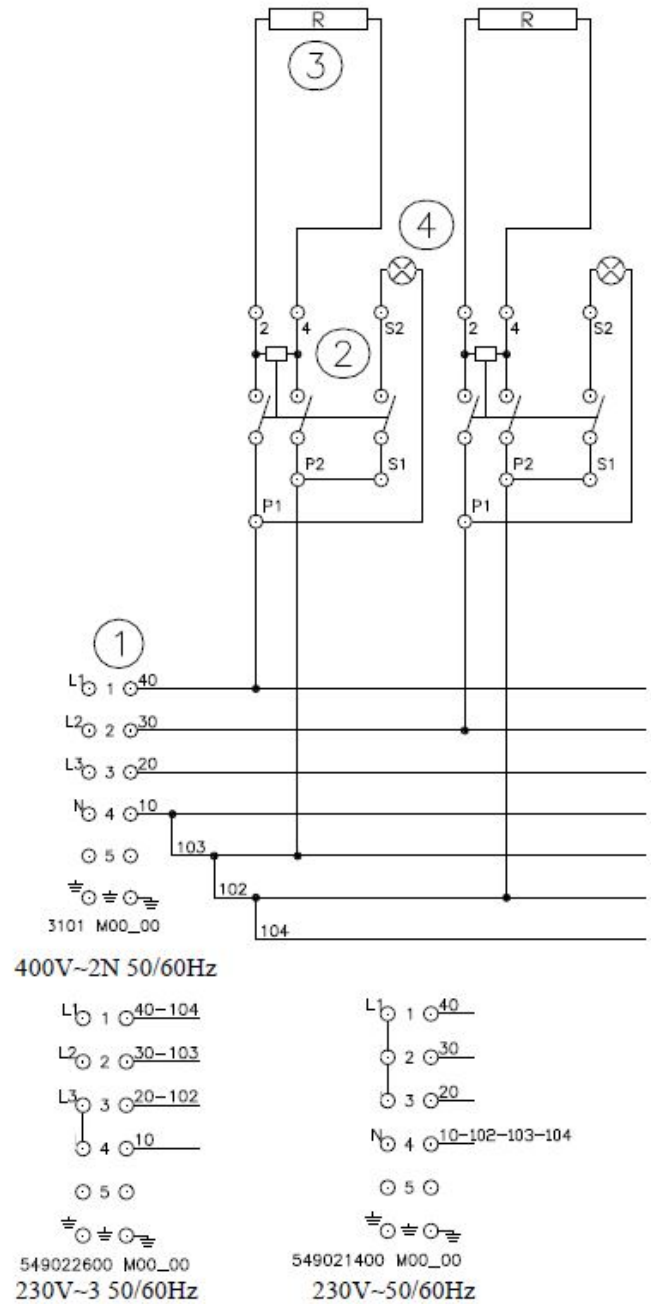 R R
3
4
2 4 S2 2 4 S2
2
P2 S1 P2 S1
P1 P1
1
L1 1 40
L2 2 30
L3 3 20
N 4 10
5 103
102
3101 M00_00 104
400V~2N 50/60Hz
L1 1 40-104 L1 1 40
L2 2 30-103 2 30
L3 3 20-102 3 20
4 10 N 4 10-102-103-104
5 5
549022600 M00_00 549021400 M00_00
230V~3 50/60Hz 230V~50/60Hz